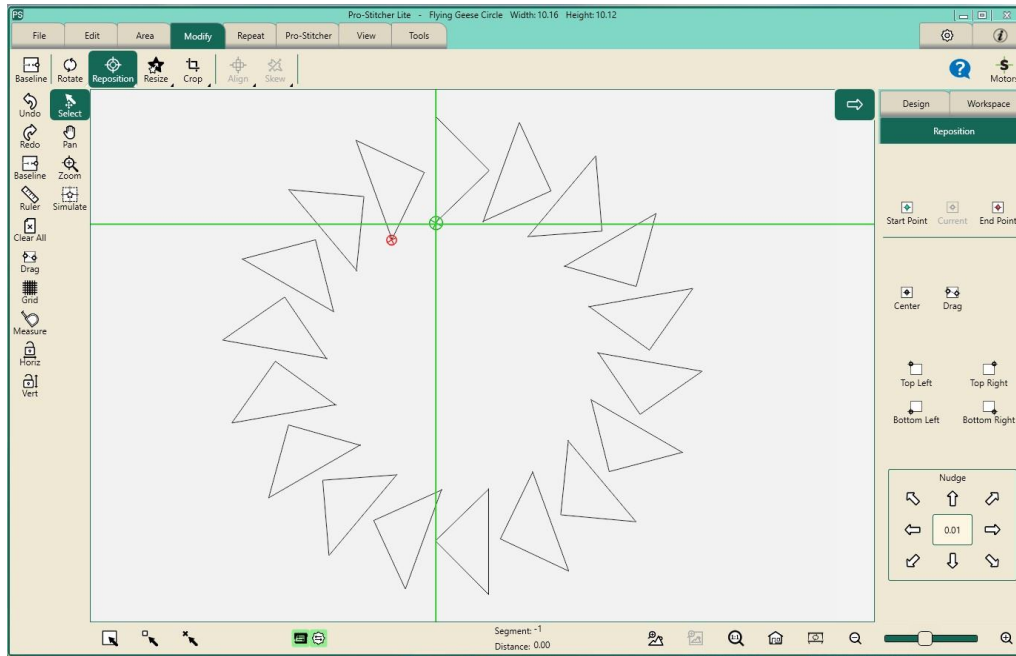 PS Pro-Stitcher Lite - Flying Geese Circle Width: 10.16 Height: 10.12
File Edit Area Modify Repeat Pro-Stitcher View Tools
Baseline Rotate Reposition Resize Crop Align Skew ? S Motors
Undo Select
Redo Pan
Baseline Zoom
Ruler Simulate
Clear All
Drag
Grid
Measure
Horiz
Vert
Design Workspace
Reposition
Start Point Current End Point
Center Drag
Top Left Top Right
Bottom Left Bottom Right
Nudge
0.01
Segment: -1
Distance: 0.00
1:1